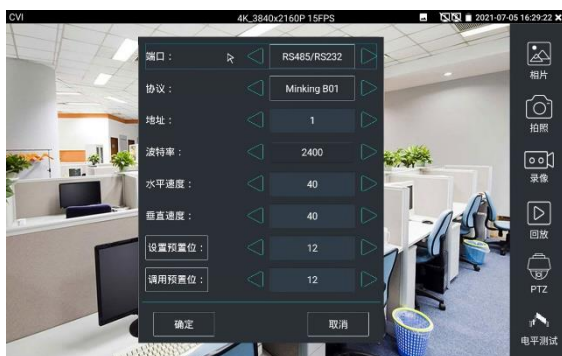 CVI 4K_3840x2160P 15FPS 2021-07-05 16:29:22
端口： RS485/RS232
协议： Minking B01
地址： 1
波特率： 2400
水平速度： 40
垂直速度： 40
设置预置位： 12
调用预置位： 12
确定 取消
相片
拍照
录像
回放
PTZ
电平测试